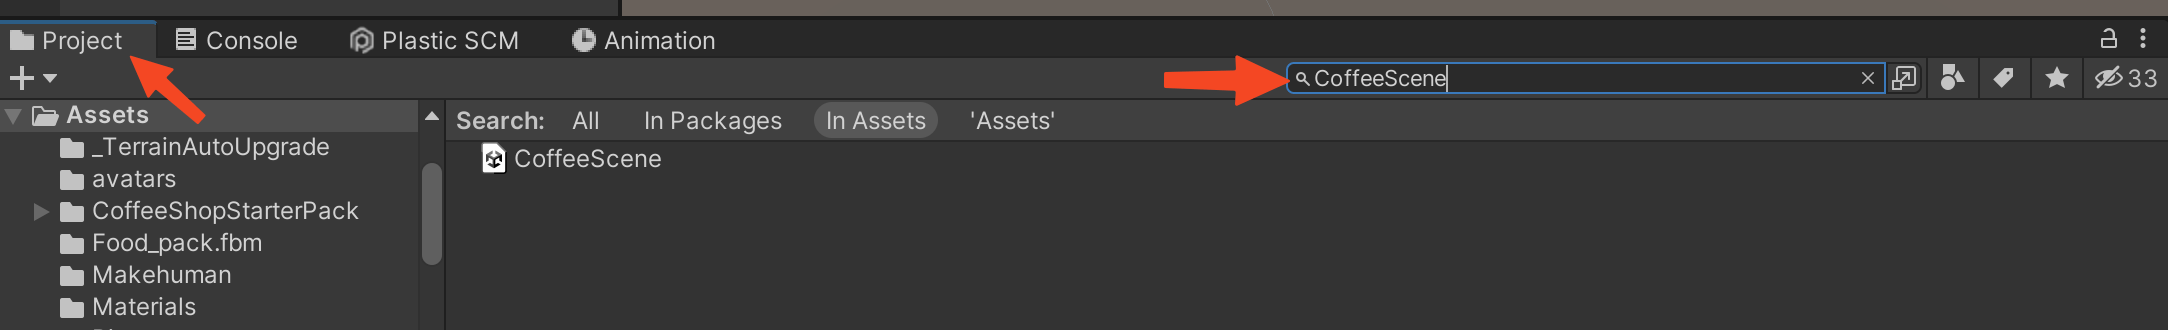 Project Console Plastic SCM Animation
CoffeeScene 33
Assets
Search: All In Packages In Assets 'Assets'
_TerrainAutoUpgrade
CoffeeScene
avatars
CoffeeShopStarterPack
Food_pack.fbm
Makehuman
Materials